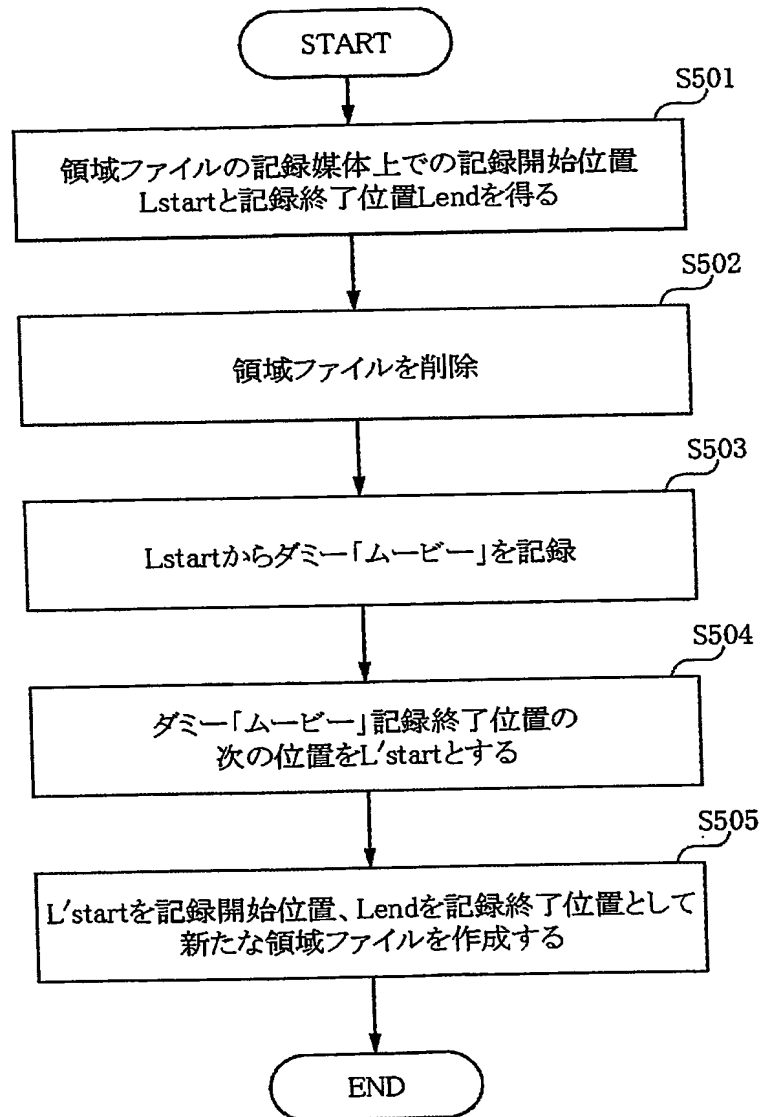 START
S501
領域ファイルの記録媒体上での記録開始位置
Lstartと記録終了位置Lendを得る
S502
領域ファイルを削除
S503
Lstartからダミー「ムービー」を記録
S504
ダミー「ムービー」記録終了位置の
次の位置をL'startとする
S505
L'startを記録開始位置、Lendを記録終了位置として
新たな領域ファイルを作成する
END